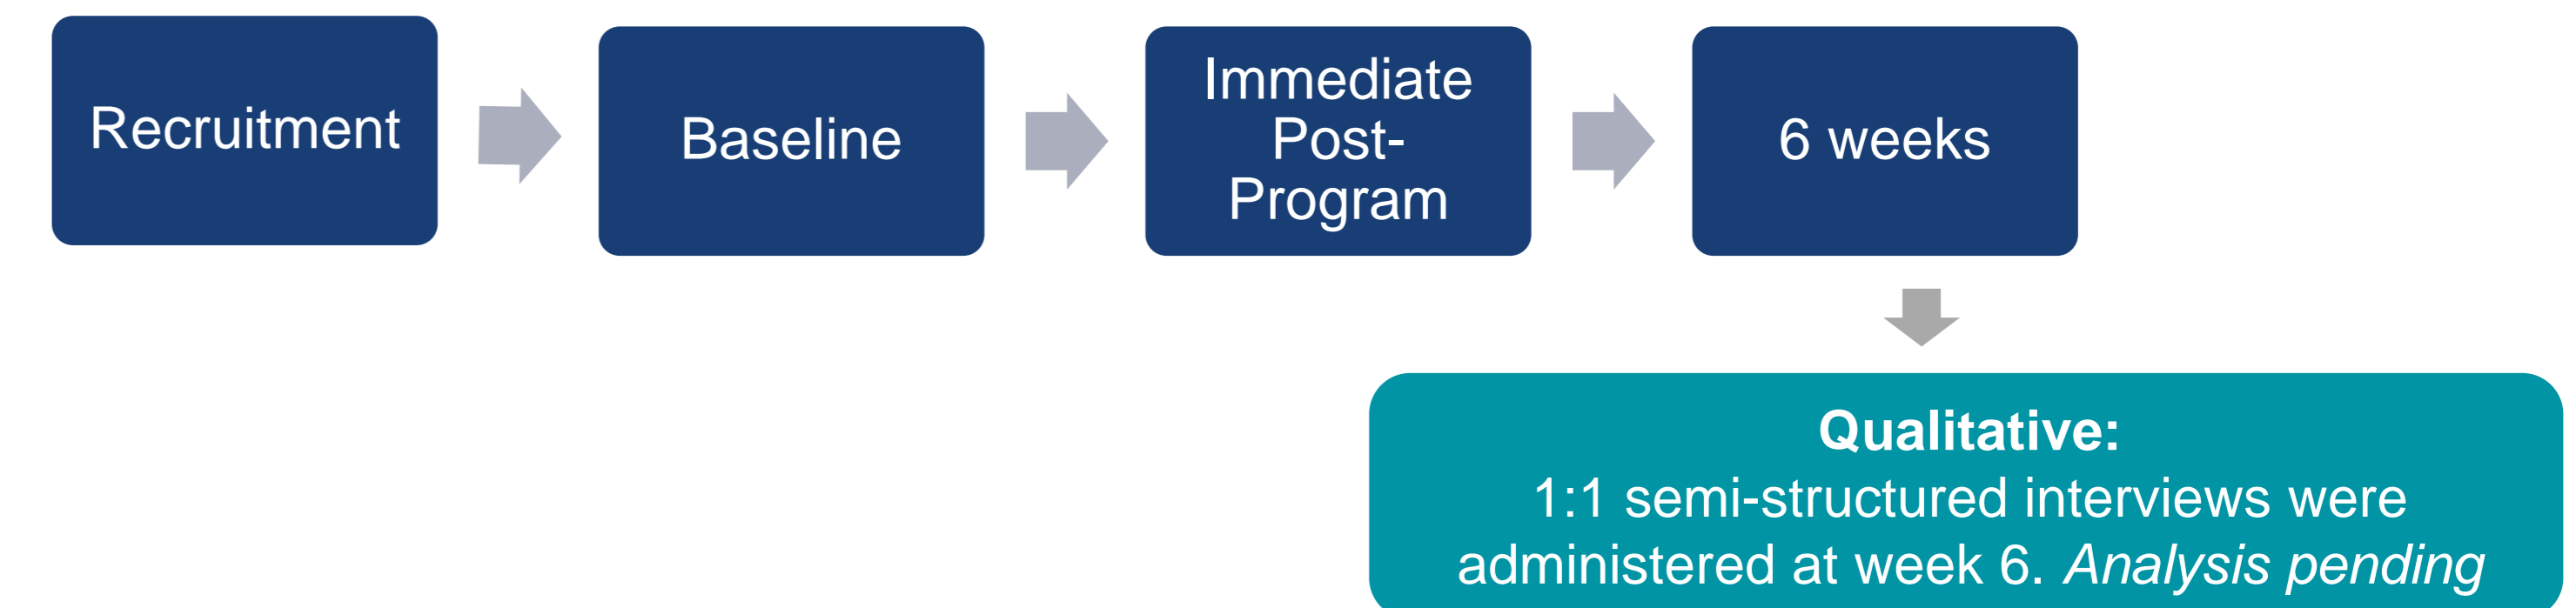 Recruitment
Baseline
Immediate
Post-
Program
6 weeks
Qualitative:
1:1 semi-structured interviews were
administered at week 6. Analysis pending